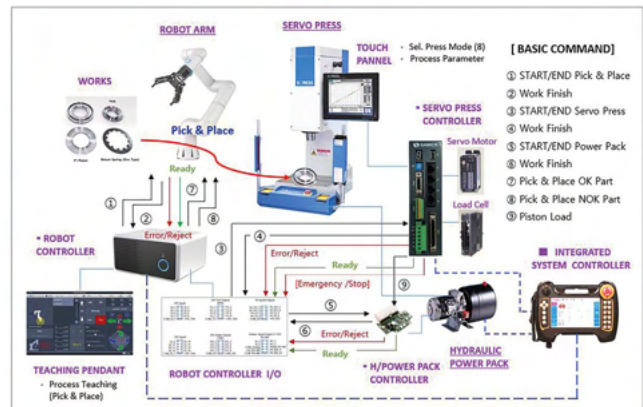 ROBOT ARM
SERVO PRESS
TOUCH
PANNEL
· Sel. Press Mode (8)
· Process Parameter
[ BASIC COMMAND]
① START/END Pick & Place
② Work Finish
③ START/END Servo Press
④ Work Finish
⑤ START/END Power Pack
⑥ Work Finish
⑦ Pick & Place OK Part
⑧ Pick & Place NOK Part
⑨ Piston Load
WORKS
Pick & Place
Ready
① ② ⑦ ⑧
Error/Reject
SERVO PRESS
CONTROLLER
Servo Motor
Load Cell
ROBOT
CONTROLLER
③
④
Error/Reject
Ready
[Emergency /Stop]
⑨
⑤
⑥
Error/Reject
Ready
INTEGRATED
SYSTEM CONTROLLER
TEACHING PENDANT
· Process Teaching
(Pick & Place)
ROBOT CONTROLLER I/O
H/POWER PACK
CONTROLLER
HYDRAULIC
POWER PACK